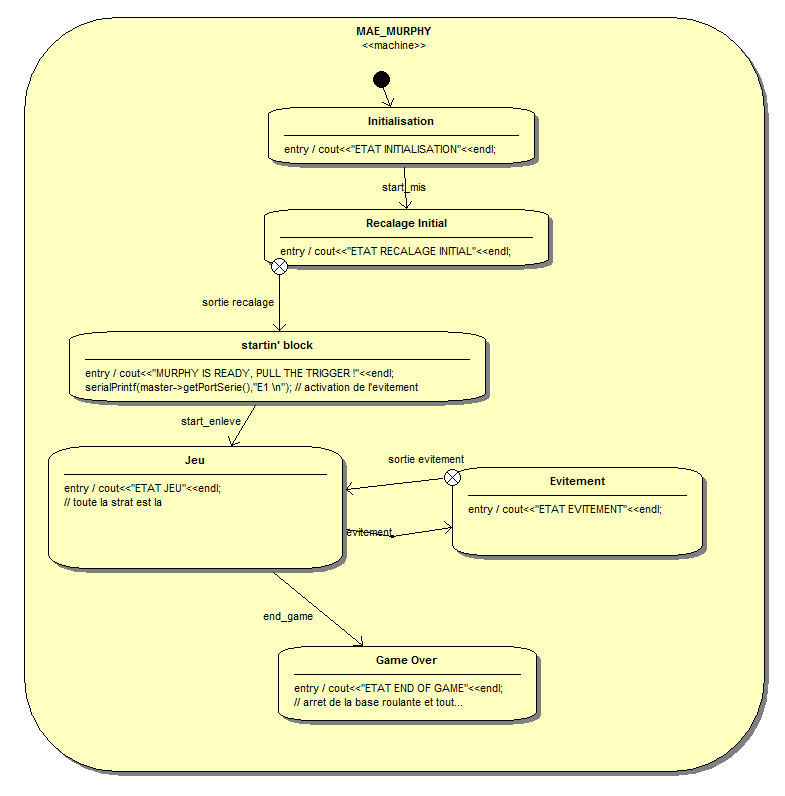 MAE_MURPHY
<<machine>>
Initialisation
entry / cout<<"ETAT INITIALISATION"<<endl;
start_mis
Recalage Initial
entry / cout<<"ETAT RECALAGE INITIAL"<<endl;
sortie recalage
startin' block
entry / cout<<"MURPHY IS READY, PULL THE TRIGGER !"<<endl;
serialPrintf(master->getPortSerie(),"E1 \n"); // activation de l'evitement
start_enleve
Jeu
entry / cout<<"ETAT JEU"<<endl;
// toute la strat est la
sortie evitement
evitement_
Evitement
entry / cout<<"ETAT EVITEMENT"<<endl;
end_game
Game Over
entry / cout<<"ETAT END OF GAME"<<endl;
// arret de la base roulante et tout...